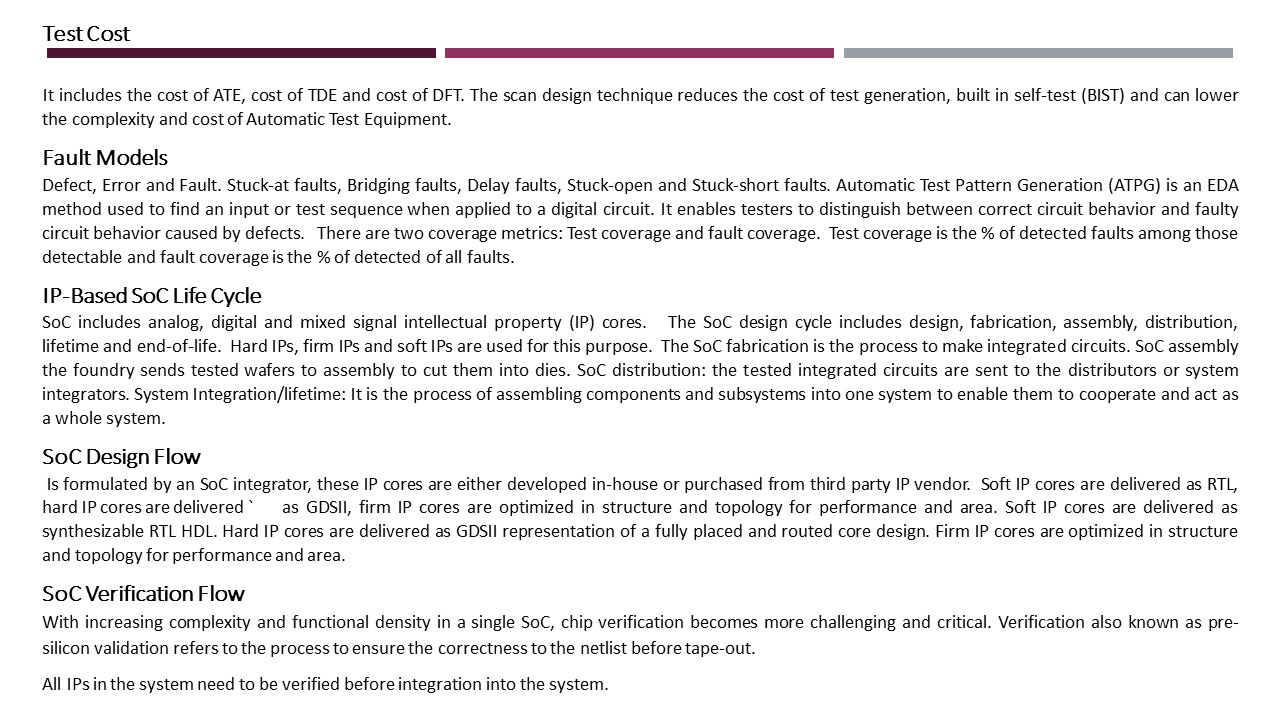 Test Cost
It includes the cost of ATE, cost of TDE and cost of DFT. The scan design technique reduces the cost of test generation, built in self-test (BIST) and can lower
the complexity and cost of Automatic Test Equipment.
Fault Models
Defect, Error and Fault. Stuck-at faults, Bridging faults, Delay faults, Stuck-open and Stuck-short faults. Automatic Test Pattern Generation (ATPG) is an EDA
method used to find an input or test sequence when applied to a digital circuit. It enables testers to distinguish between correct circuit behavior and faulty
circuit behavior caused by defects. There are two coverage metrics: Test coverage and fault coverage. Test coverage is the % of detected faults among those
detectable and fault coverage is the % of detected of all faults.
IP-Based SoC Life Cycle
SoC includes analog, digital and mixed signal intellectual property (IP) cores. The SoC design cycle includes design, fabrication, assembly, distribution,
lifetime and end-of-life. Hard IPs, firm IPs and soft IPs are used for this purpose. The SoC fabrication is the process to make integrated circuits. SoC assembly
the foundry sends tested wafers to assembly to cut them into dies. SoC distribution: the tested integrated circuits are sent to the distributors or system
integrators. System Integration/lifetime: It is the process of assembling components and subsystems into one system to enable them to cooperate and act as
a whole system.
SoC Design Flow
Is formulated by an SoC integrator, these IP cores are either developed in-house or purchased from third party IP vendor. Soft IP cores are delivered as RTL,
hard IP cores are delivered ` as GDSII, firm IP cores are optimized in structure and topology for performance and area. Soft IP cores are delivered as
synthesizable RTL HDL. Hard IP cores are delivered as GDSII representation of a fully placed and routed core design. Firm IP cores are optimized in structure
and topology for performance and area.
SoC Verification Flow
With increasing complexity and functional density in a single SoC, chip verification becomes more challenging and critical. Verification also known as pre-
silicon validation refers to the process to ensure the correctness to the netlist before tape-out.
All IPs in the system need to be verified before integration into the system.